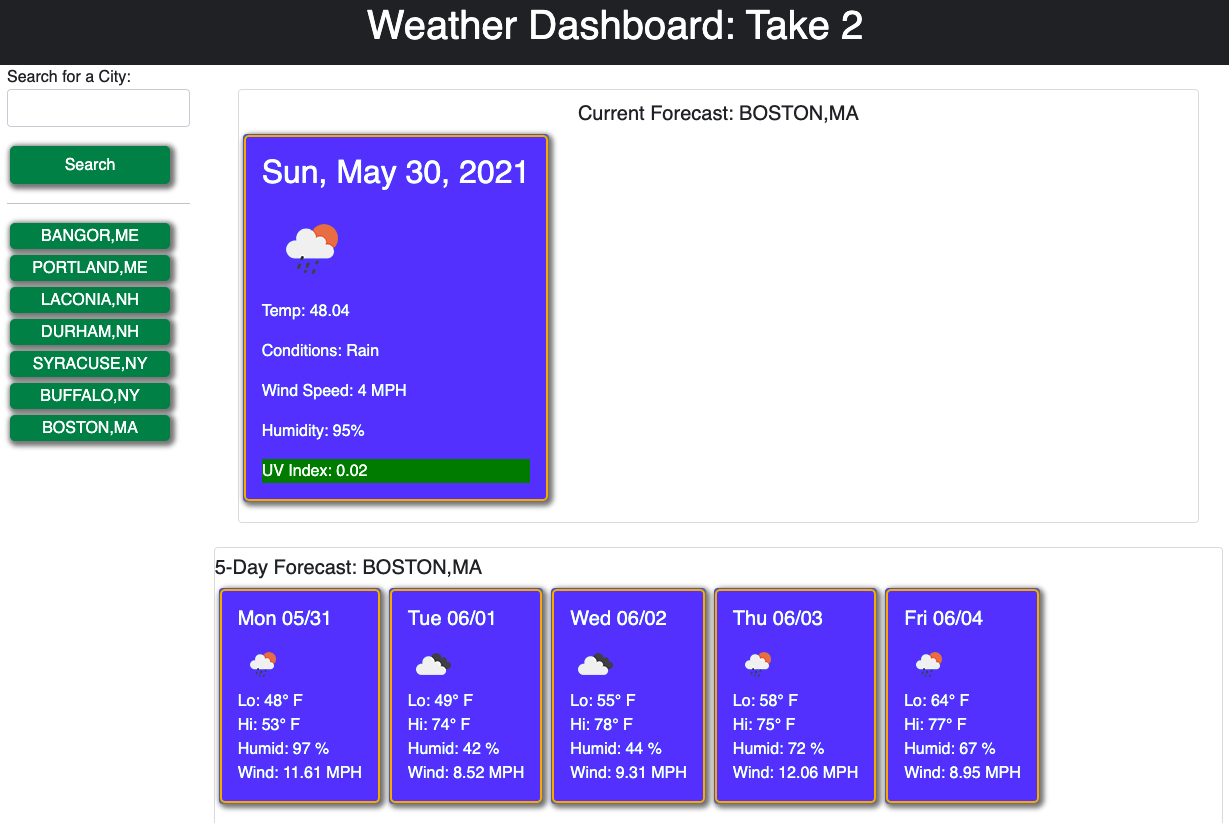 Weather Dashboard: Take 2
Search for a City:
Search
BANGOR,ME
PORTLAND,ME
LACONIA,NH
DURHAM,NH
SYRACUSE,NY
BUFFALO,NY
BOSTON,MA
Current Forecast: BOSTON,MA
Sun, May 30, 2021
Temp: 48.04
Conditions: Rain
Wind Speed: 4 MPH
Humidity: 95%
UV Index: 0.02
5-Day Forecast: BOSTON,MA
Mon 05/31
Lo: 48° F
Hi: 53° F
Humid: 97 %
Wind: 11.61 MPH
Tue 06/01
Lo: 49° F
Hi: 74° F
Humid: 42 %
Wind: 8.52 MPH
Wed 06/02
Lo: 55° F
Hi: 78° F
Humid: 44 %
Wind: 9.31 MPH
Thu 06/03
Lo: 58° F
Hi: 75° F
Humid: 72 %
Wind: 12.06 MPH
Fri 06/04
Lo: 64° F
Hi: 77° F
Humid: 67 %
Wind: 8.95 MPH